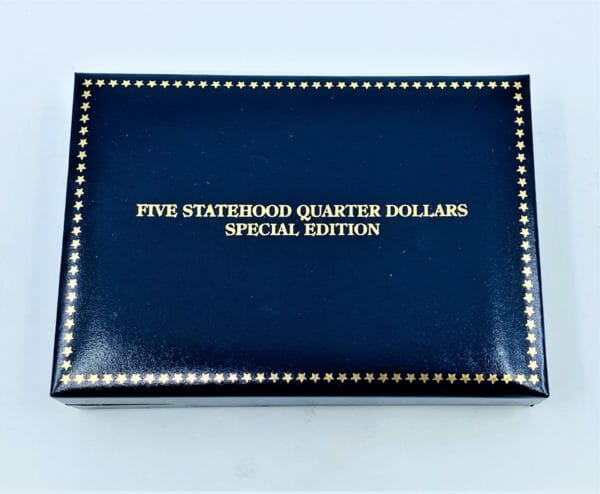 FIVE STATEHOOD QUARTER DOLLARS
SPECIAL EDITION